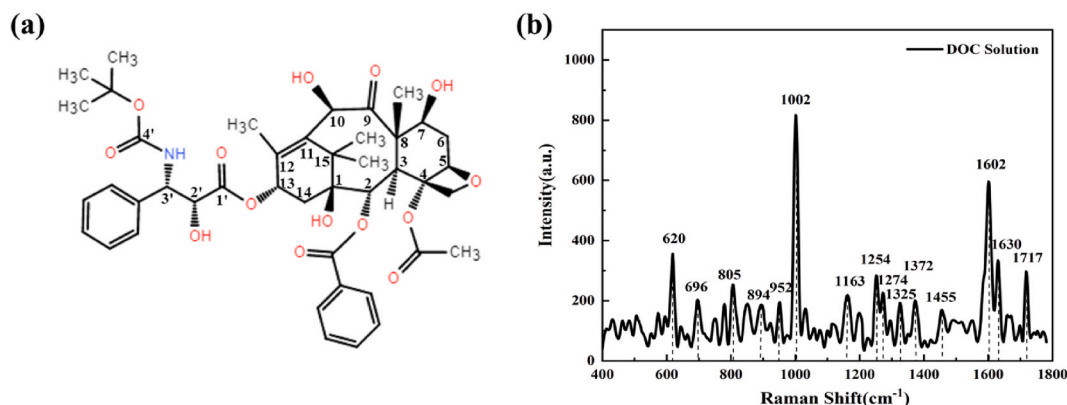 (a)
H₃C
CH₃
H₃C
O
4'
O
NH
3'
2'
OH
1'
O
O
H₃C
HO
O
CH₃
OH
10
9
8
7
6
5
4
3
11
12
13
14
15
CH₃
CH₃
1
2
HO
H
O
O
O
O
O
CH₃
(b)
DOC Solution
1000
800
600
400
200
0
Intensity(a.u.)
620
696
805
894
952
1002
1163
1254
1274
1325
1372
1455
1602
1630
1717
400 600 800 1000 1200 1400 1600 1800
Raman Shift(cm⁻¹)